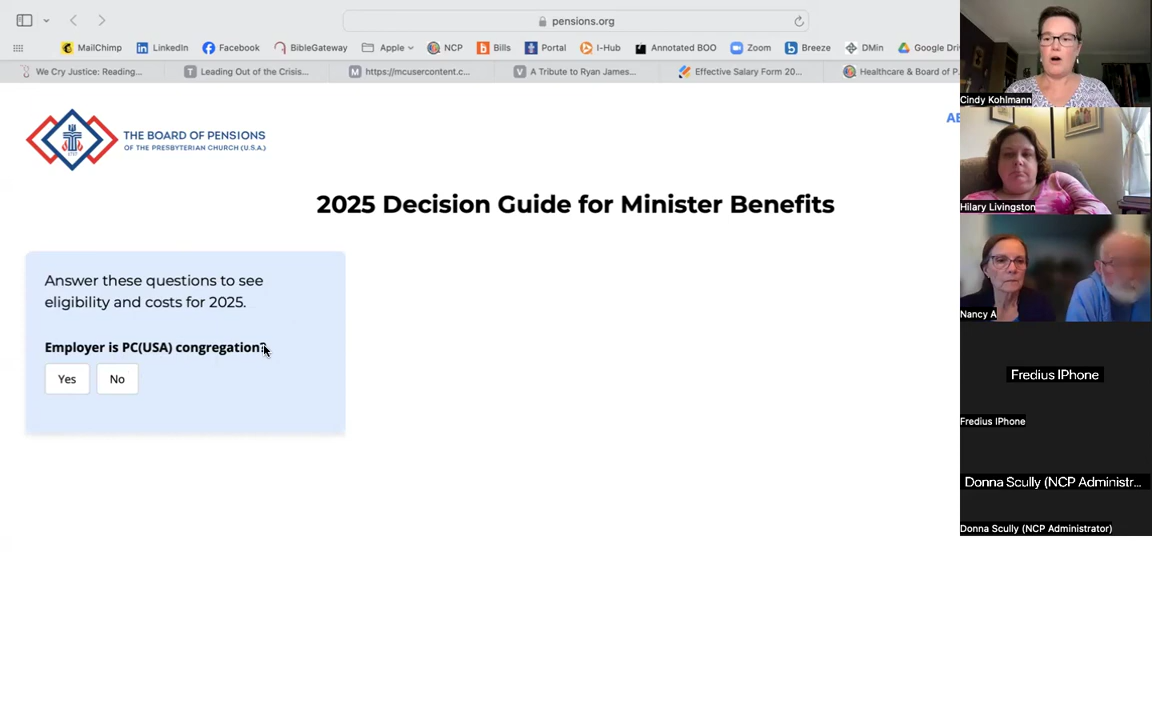 pensions.org
MailChimp LinkedIn Facebook BibleGateway Apple NCP Bills Portal I-Hub Annotated BOO Zoom Breeze DMin Google Dri
We Cry Justice: Reading... Leading Out of the Crisis... https://mcusercontent.c... A Tribute to Ryan James... Effective Salary Form 20... Healthcare & Board of P
THE BOARD OF PENSIONS
OF THE PRESBYTERIAN CHURCH (U.S.A.)
2025 Decision Guide for Minister Benefits
Answer these questions to see
eligibility and costs for 2025.
Employer is PC(USA) congregation?
Yes No
Cindy Kohlmann
Hilary Livingston
Nancy A
Fredius IPhone
Fredius IPhone
Donna Scully (NCP Administr...
Donna Scully (NCP Administrator)